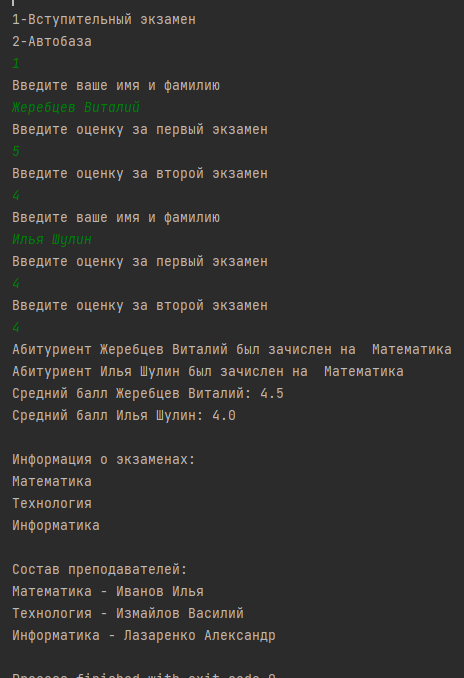 1-Вступительный экзамен
2-Автобаза
1
Введите ваше имя и фамилию
Жеребцев Виталий
Введите оценку за первый экзамен
5
Введите оценку за второй экзамен
4
Введите ваше имя и фамилию
Илья Шулин
Введите оценку за первый экзамен
4
Введите оценку за второй экзамен
4
Абитуриент Жеребцев Виталий был зачислен на  Математика
Абитуриент Илья Шулин был зачислен на  Математика
Средний балл Жеребцев Виталий: 4.5
Средний балл Илья Шулин: 4.0
Информация о экзаменах:
Математика
Технология
Информатика
Состав преподавателей:
Математика - Иванов Илья
Технология - Измайлов Василий
Информатика - Лазаренко Александр
Process finished with exit code 0